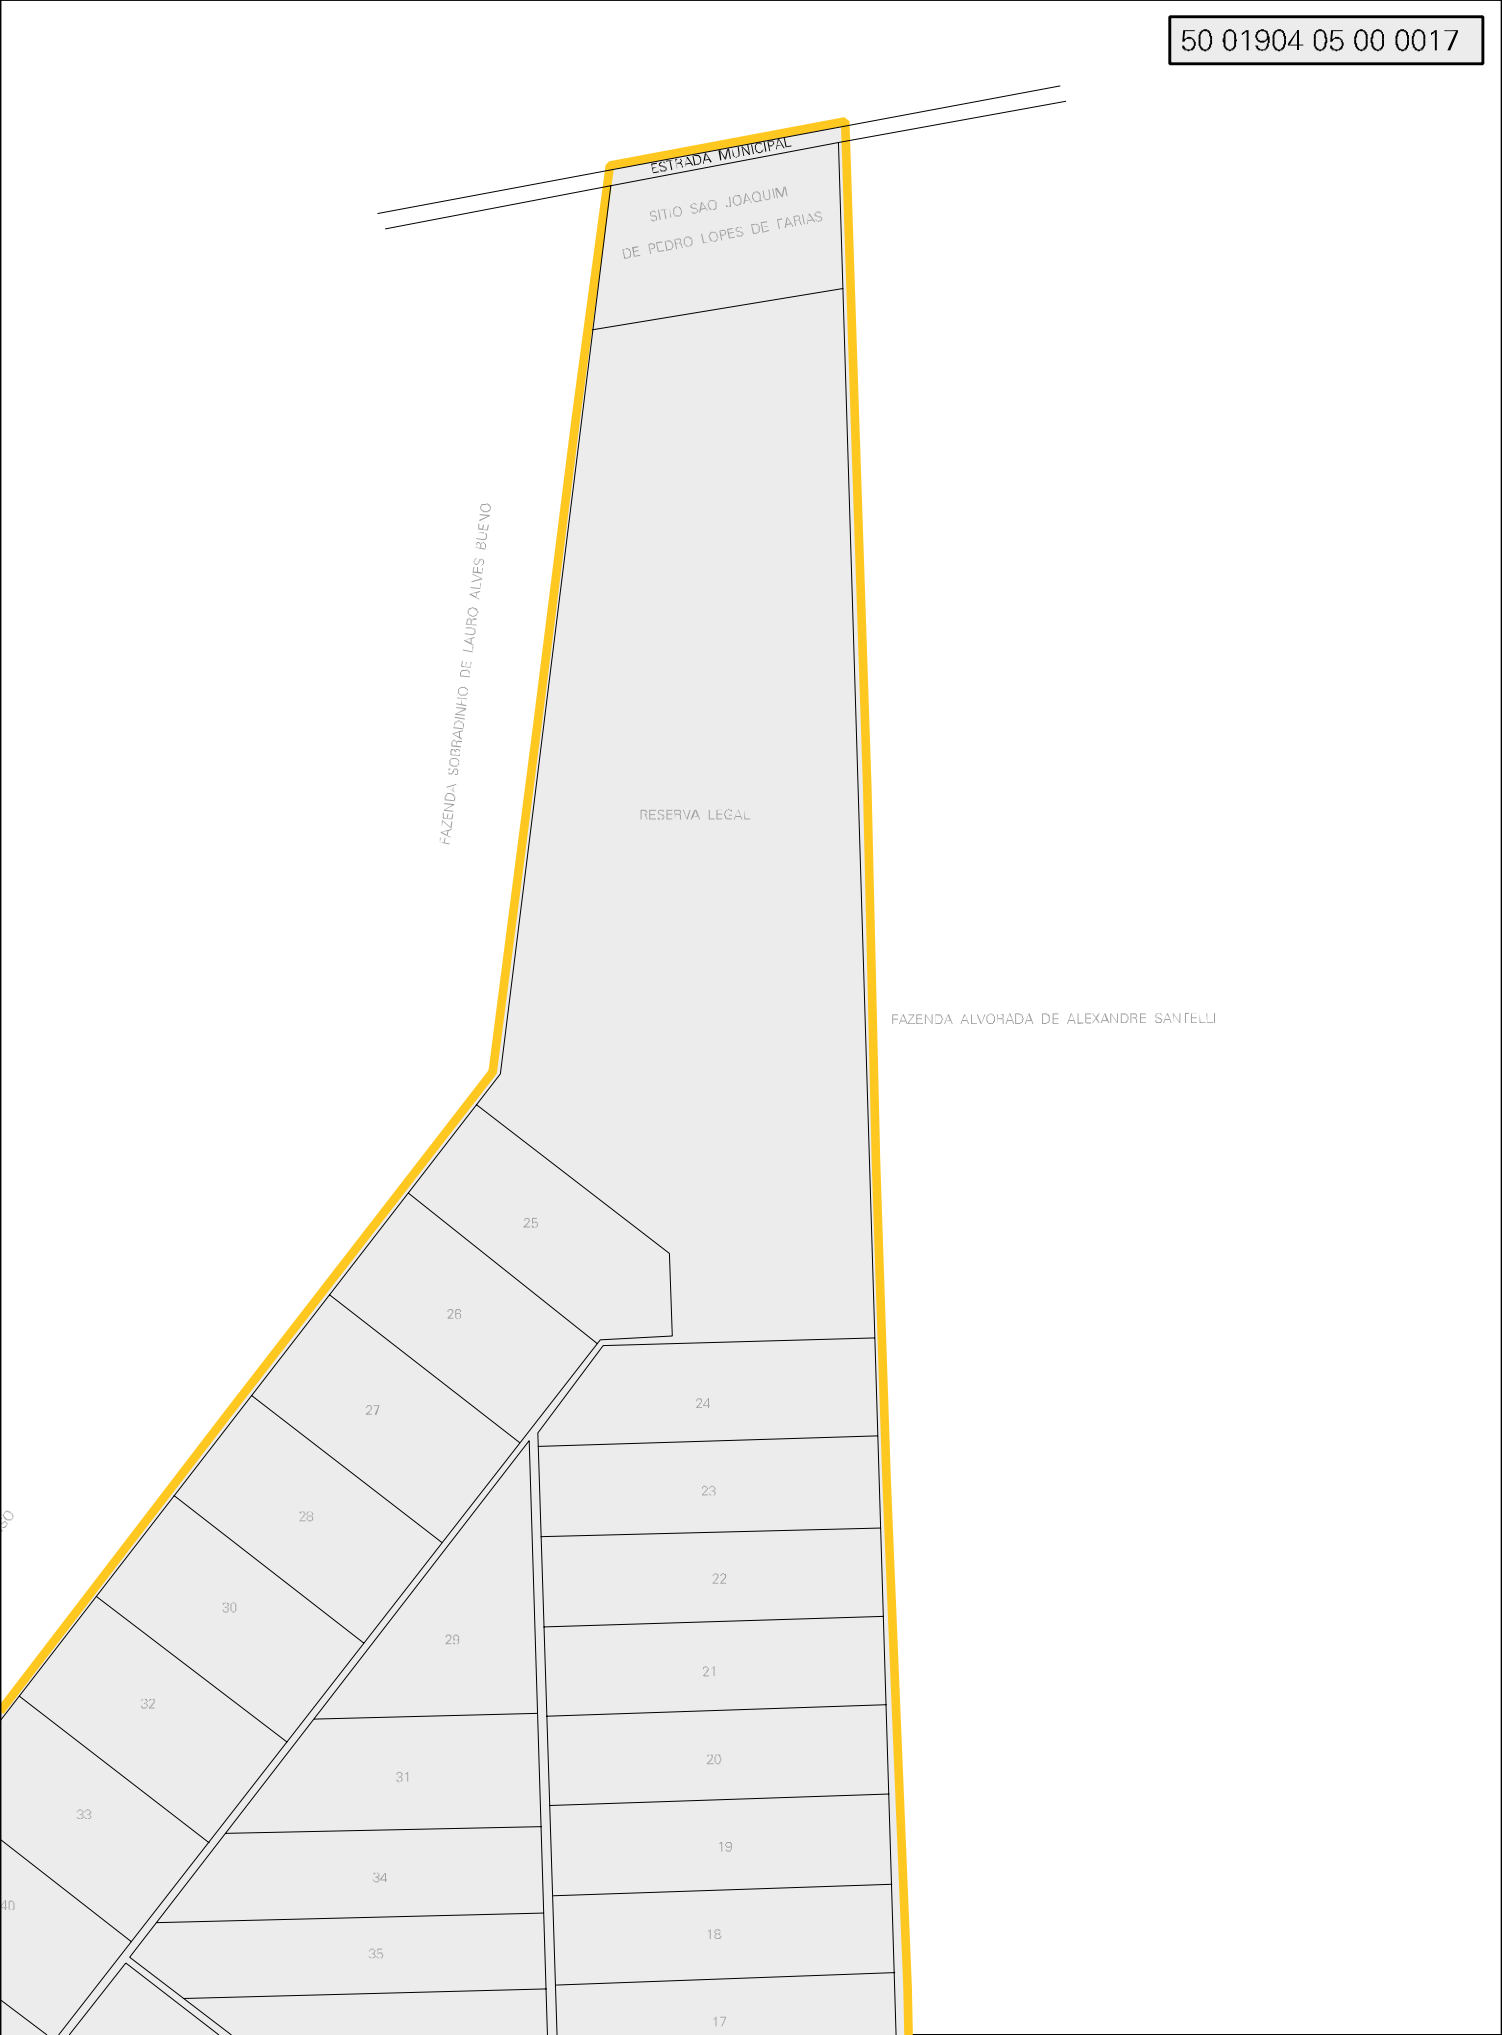 50 01904 05 00 0017
ESTRADA MUNICIPAL
SITIO SAO JOAQUIM
DE PEDRO LOPES DE FARIAS
FAZENDA SOBRADINHO DE LAURO ALVES BUENO
RESERVA LEGAL
FAZENDA ALVORADA DE ALEXANDRE SANTELLI
25
26
24
27
23
28
22
30
29
21
32
20
31
33
19
34
40
18
35
17